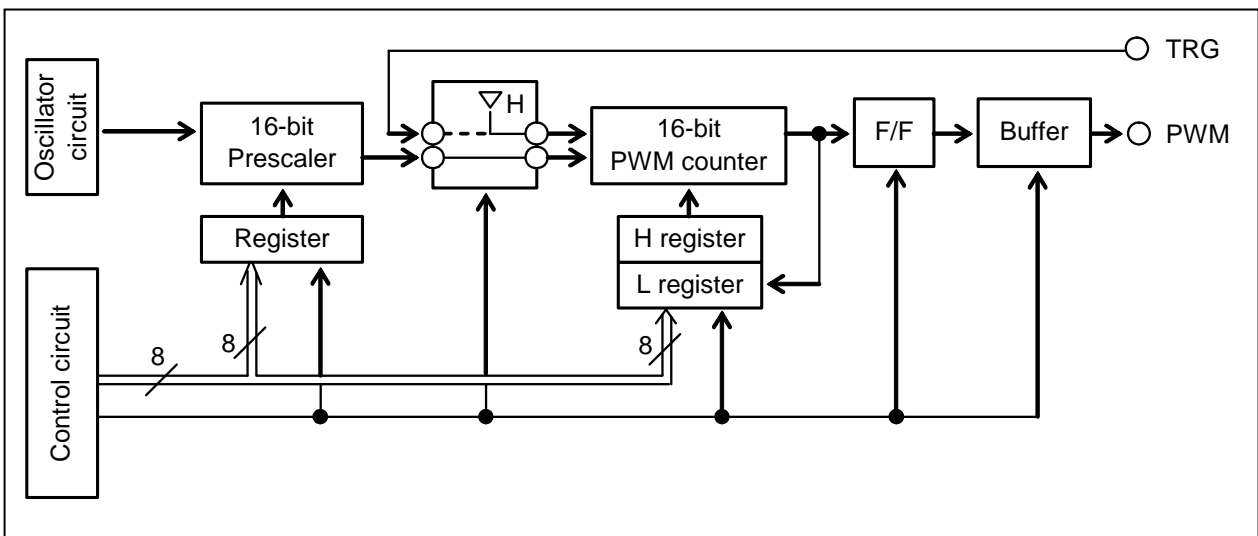 TRG
Oscillator
circuit
16-bit
Prescaler
H
16-bit
PWM counter
F/F
Buffer
PWM
Register
H register
L register
Control circuit
8
8
8